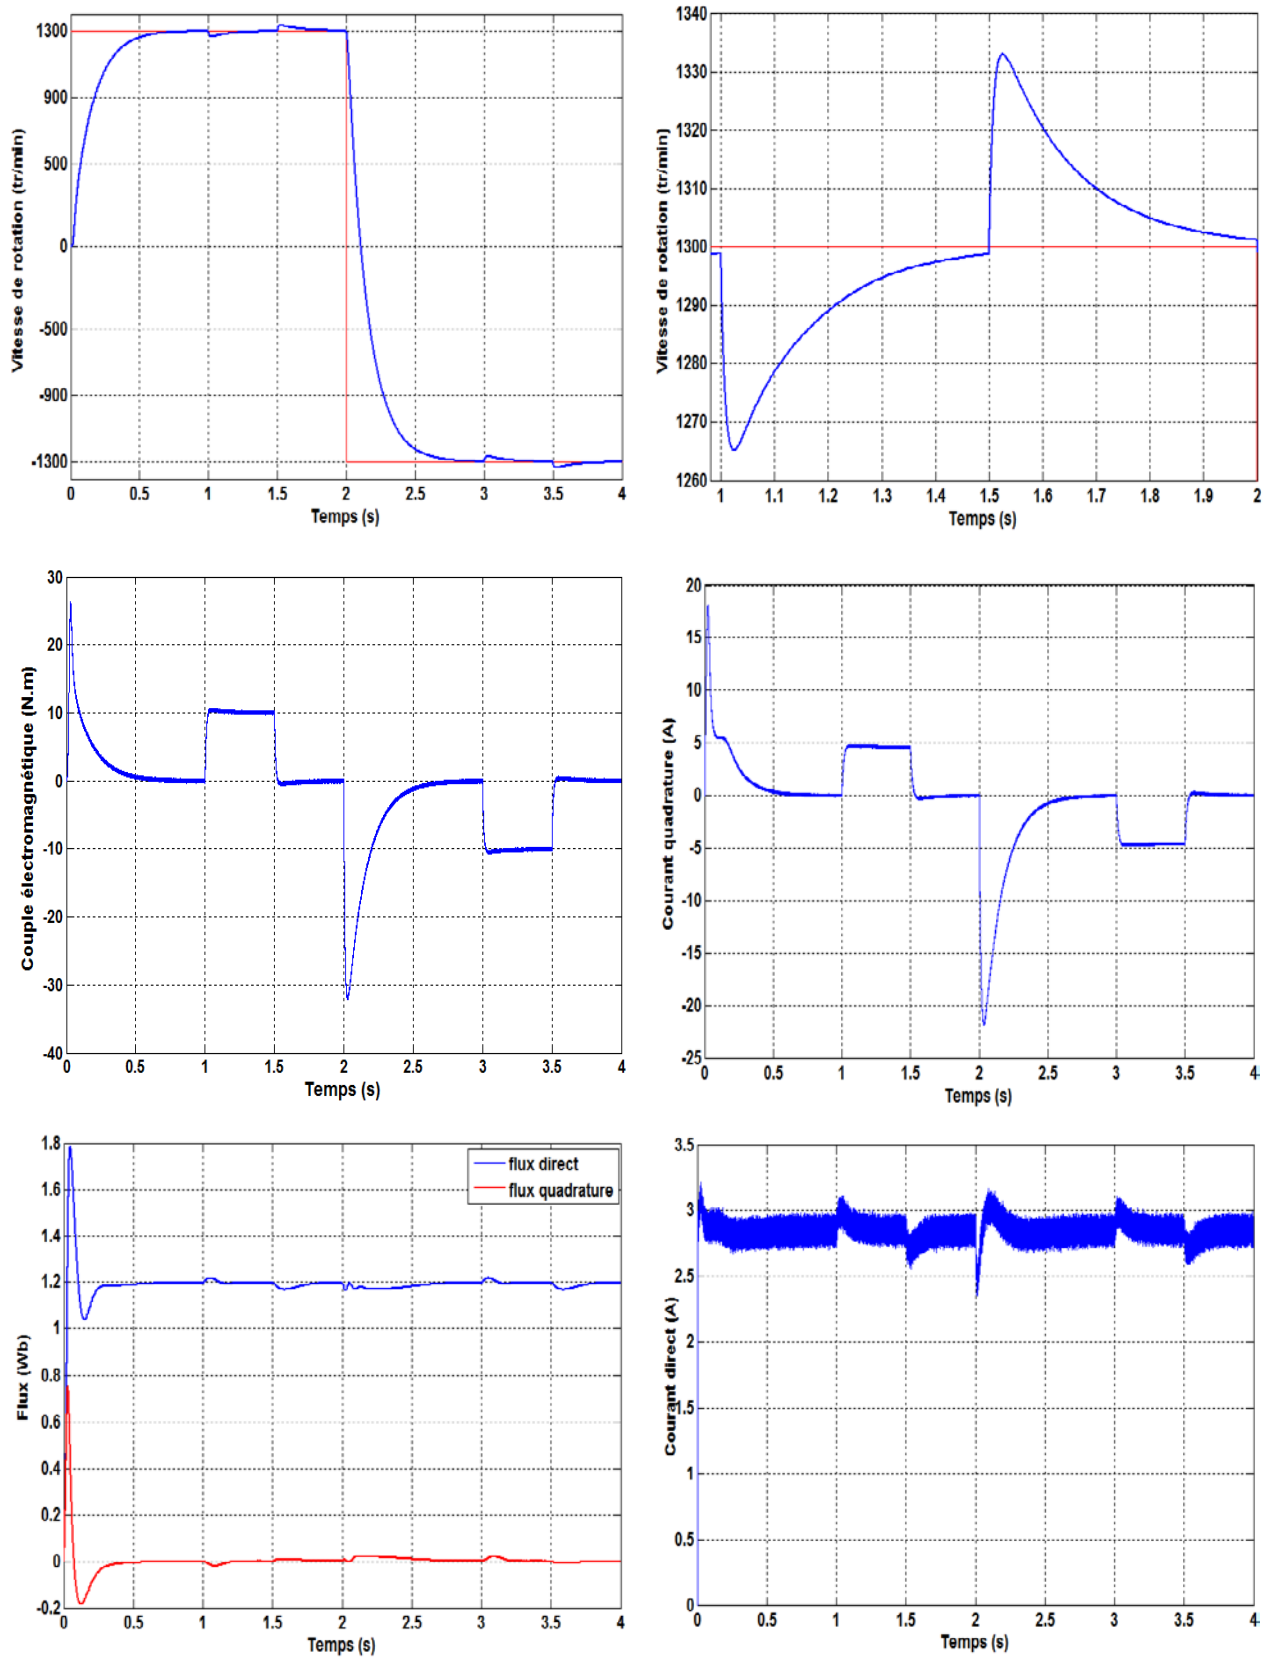 Vitesse de rotation (tr/min)
1300
900
500
0
-500
-900
-1300
0 0.5 1 1.5 2 2.5 3 3.5 4
Temps (s)
Vitesse de rotation (tr/min)
1340
1330
1320
1310
1300
1290
1280
1270
1260
1 1.1 1.2 1.3 1.4 1.5 1.6 1.7 1.8 1.9 2
Temps (s)
Couple électromagnétique (N.m)
30
20
10
0
-10
-20
-30
-40
0 0.5 1 1.5 2 2.5 3 3.5 4
Temps (s)
Courant quadrature (A)
20
15
10
5
0
-5
-10
-15
-20
-25
0 0.5 1 1.5 2 2.5 3 3.5 4
Temps (s)
Flux (Wb)
1.8
1.6
1.4
1.2
1
0.8
0.6
0.4
0.2
0
-0.2
flux direct
flux quadrature
0 0.5 1 1.5 2 2.5 3 3.5 4
Temps (s)
Courant direct (A)
3.5
3
2.5
2
1.5
1
0.5
0
0 0.5 1 1.5 2 2.5 3 3.5 4
Temps (s)